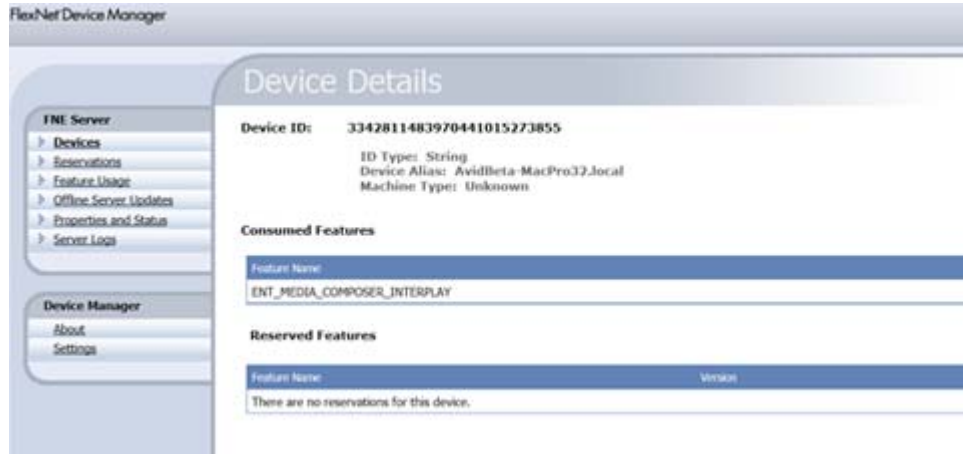 FlexNet Device Manager
Device Details
FNE Server
Devices
Reservations
Feature Usage
Offline Server Updates
Properties and Status
Server Logs
Device Manager
About
Settings
Device ID: 3342811483970441015273855
ID Type: String
Device Alias: AvidBeta-MacPro32.local
Machine Type: Unknown
Consumed Features
Feature Name
ENT_MEDIA_COMPOSER_INTERPLAY
Reserved Features
Feature Name Version
There are no reservations for this device.